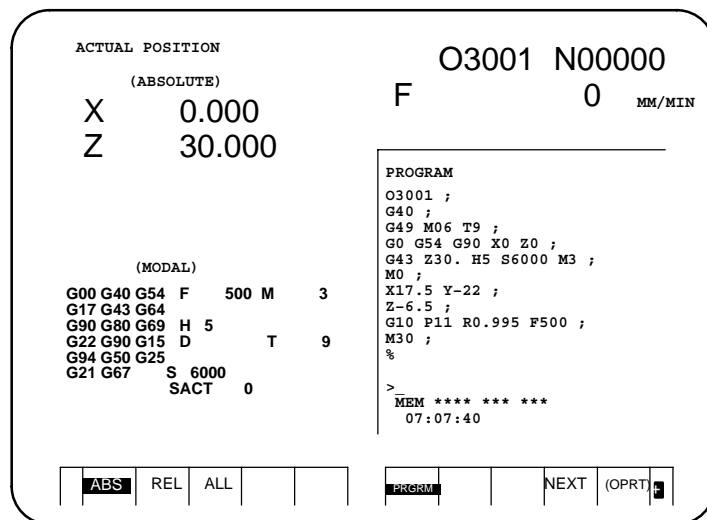 ACTUAL POSITION
(ABSOLUTE)
X 0.000
Z 30.000
(MODAL)
G00 G40 G54 F 500 M 3
G17 G43 G64
G90 G80 G69 H 5
G22 G90 G15 D T 9
G94 G50 G25
G21 G67 S 6000
SACT 0
O3001 N00000
F 0 MM/MIN
PROGRAM
O3001 ;
G40 ;
G49 M06 T9 ;
G0 G54 G90 X0 Z0 ;
G43 Z30. H5 S6000 M3 ;
M0 ;
X17.5 Y-22 ;
Z-6.5 ;
G10 P11 R0.995 F500 ;
M30 ;
%
>_
MEM **** *** ***
07:07:40
ABS REL ALL
PRGRM NEXT (OPRT) +